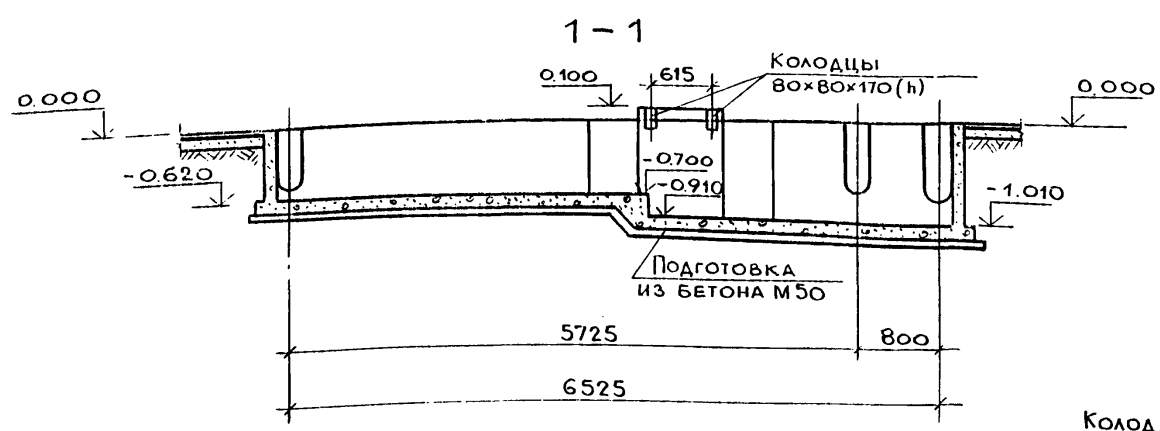 1-1
0.000
0.100
615
Колодцы
80×80×170(h)
0.000
-0.620
-0.700
-0.910
-1.010
Подготовка
из бетона М50
5725
800
6525
Колод